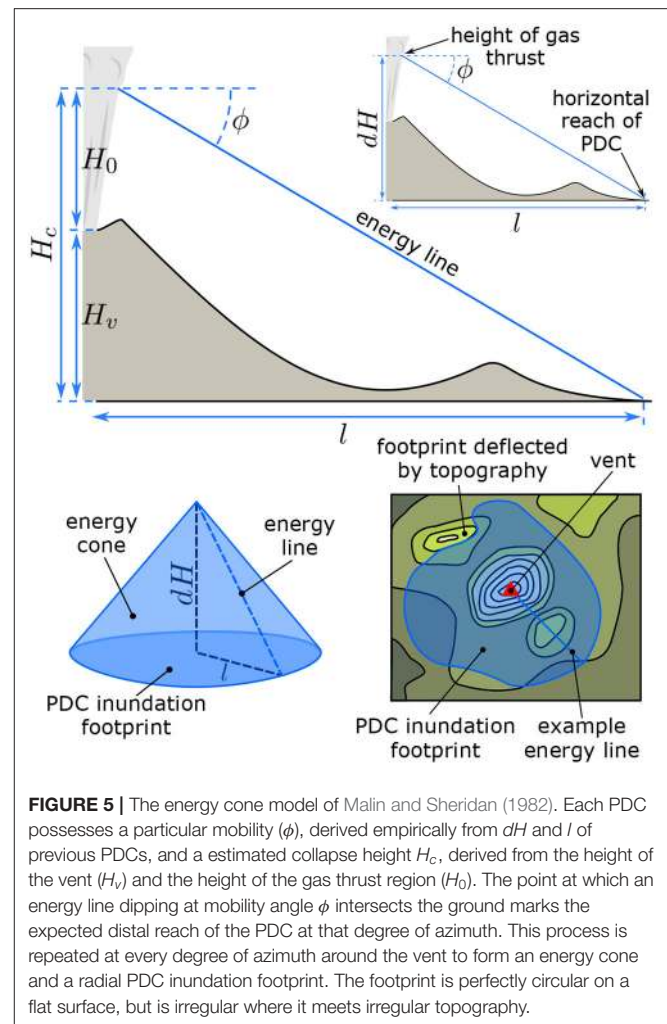 height of gas
thrust
ϕ
dH
horizontal
reach of
PDC
l
ϕ
H₀
H_c
energy line
H_v
l
footprint deflected
by topography
vent
energy
cone
energy
line
dH
l
PDC inundation
footprint
PDC inundation
footprint
example
energy line
FIGURE 5 | The energy cone model of Malin and Sheridan (1982). Each PDC
possesses a particular mobility (ϕ), derived empirically from dH and l of
previous PDCs, and a estimated collapse height H_c, derived from the height of
the vent (H_v) and the height of the gas thrust region (H₀). The point at which an
energy line dipping at mobility angle ϕ intersects the ground marks the
expected distal reach of the PDC at that degree of azimuth. This process is
repeated at every degree of azimuth around the vent to form an energy cone
and a radial PDC inundation footprint. The footprint is perfectly circular on a
flat surface, but is irregular where it meets irregular topography.